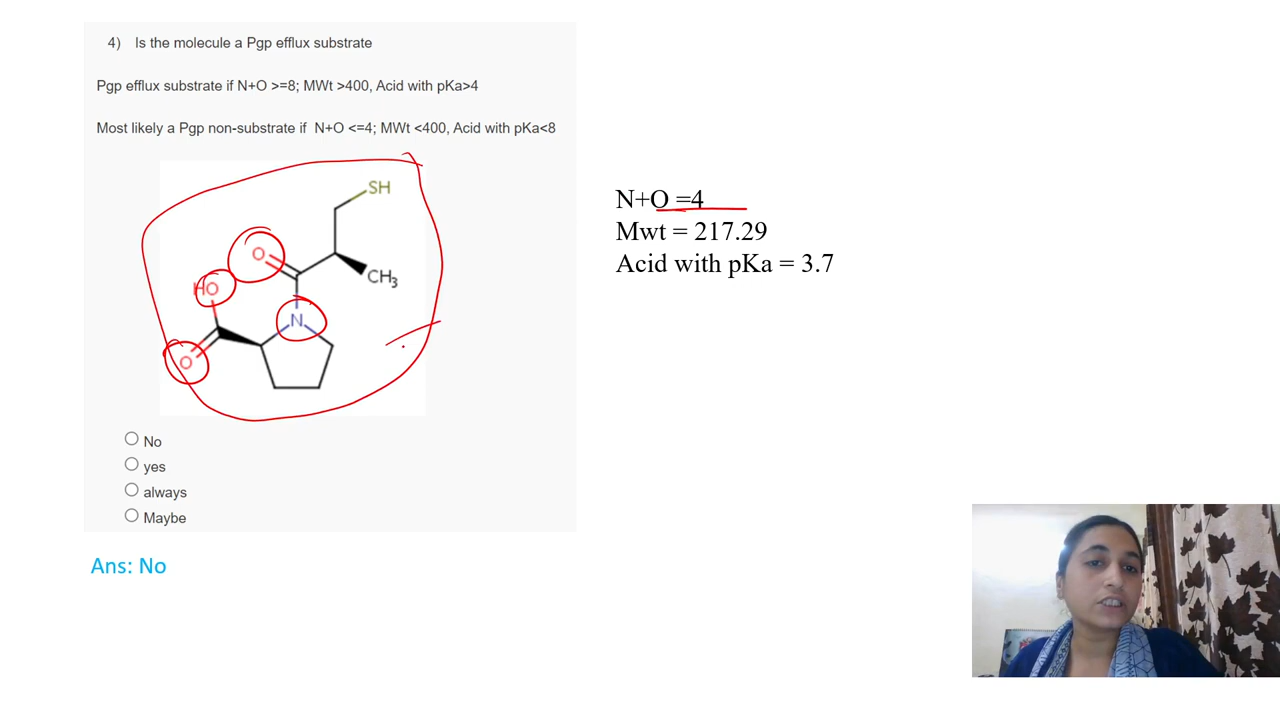 4) Is the molecule a Pgp efflux substrate
Pgp efflux substrate if N+O >=8; MWt >400, Acid with pKa>4
Most likely a Pgp non-substrate if N+O <=4; MWt <400, Acid with pKa<8
SH
O
CH3
HO
N
O
No
yes
always
Maybe
Ans: No
N+O =4
Mwt = 217.29
Acid with pKa = 3.7